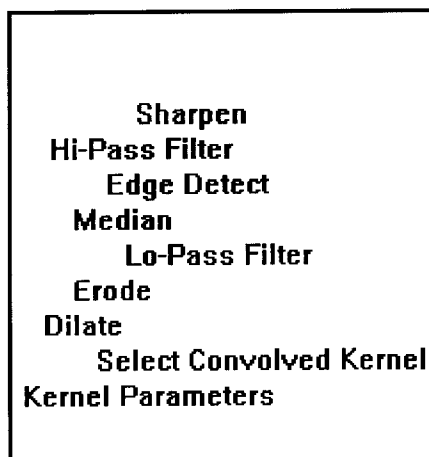 Sharpen
Hi-Pass Filter
Edge Detect
Median
Lo-Pass Filter
Erode
Dilate
Select Convolved Kernel
Kernel Parameters